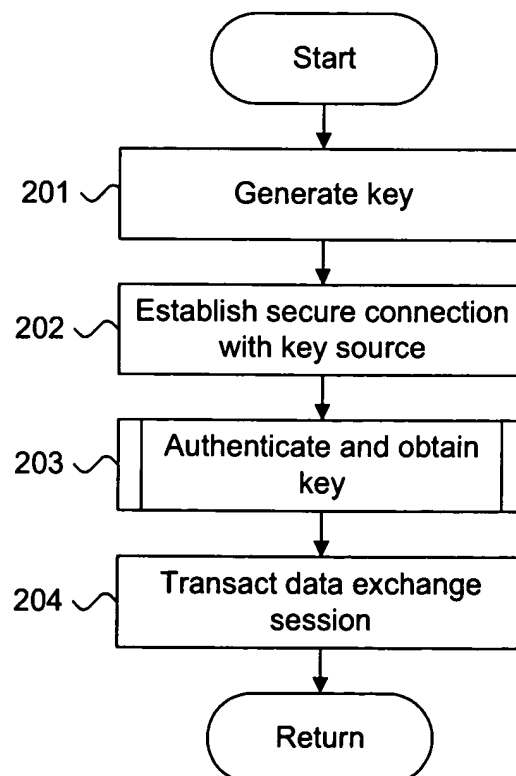 Start
201
Generate key
202
Establish secure connection
with key source
203
Authenticate and obtain
key
204
Transact data exchange
session
Return